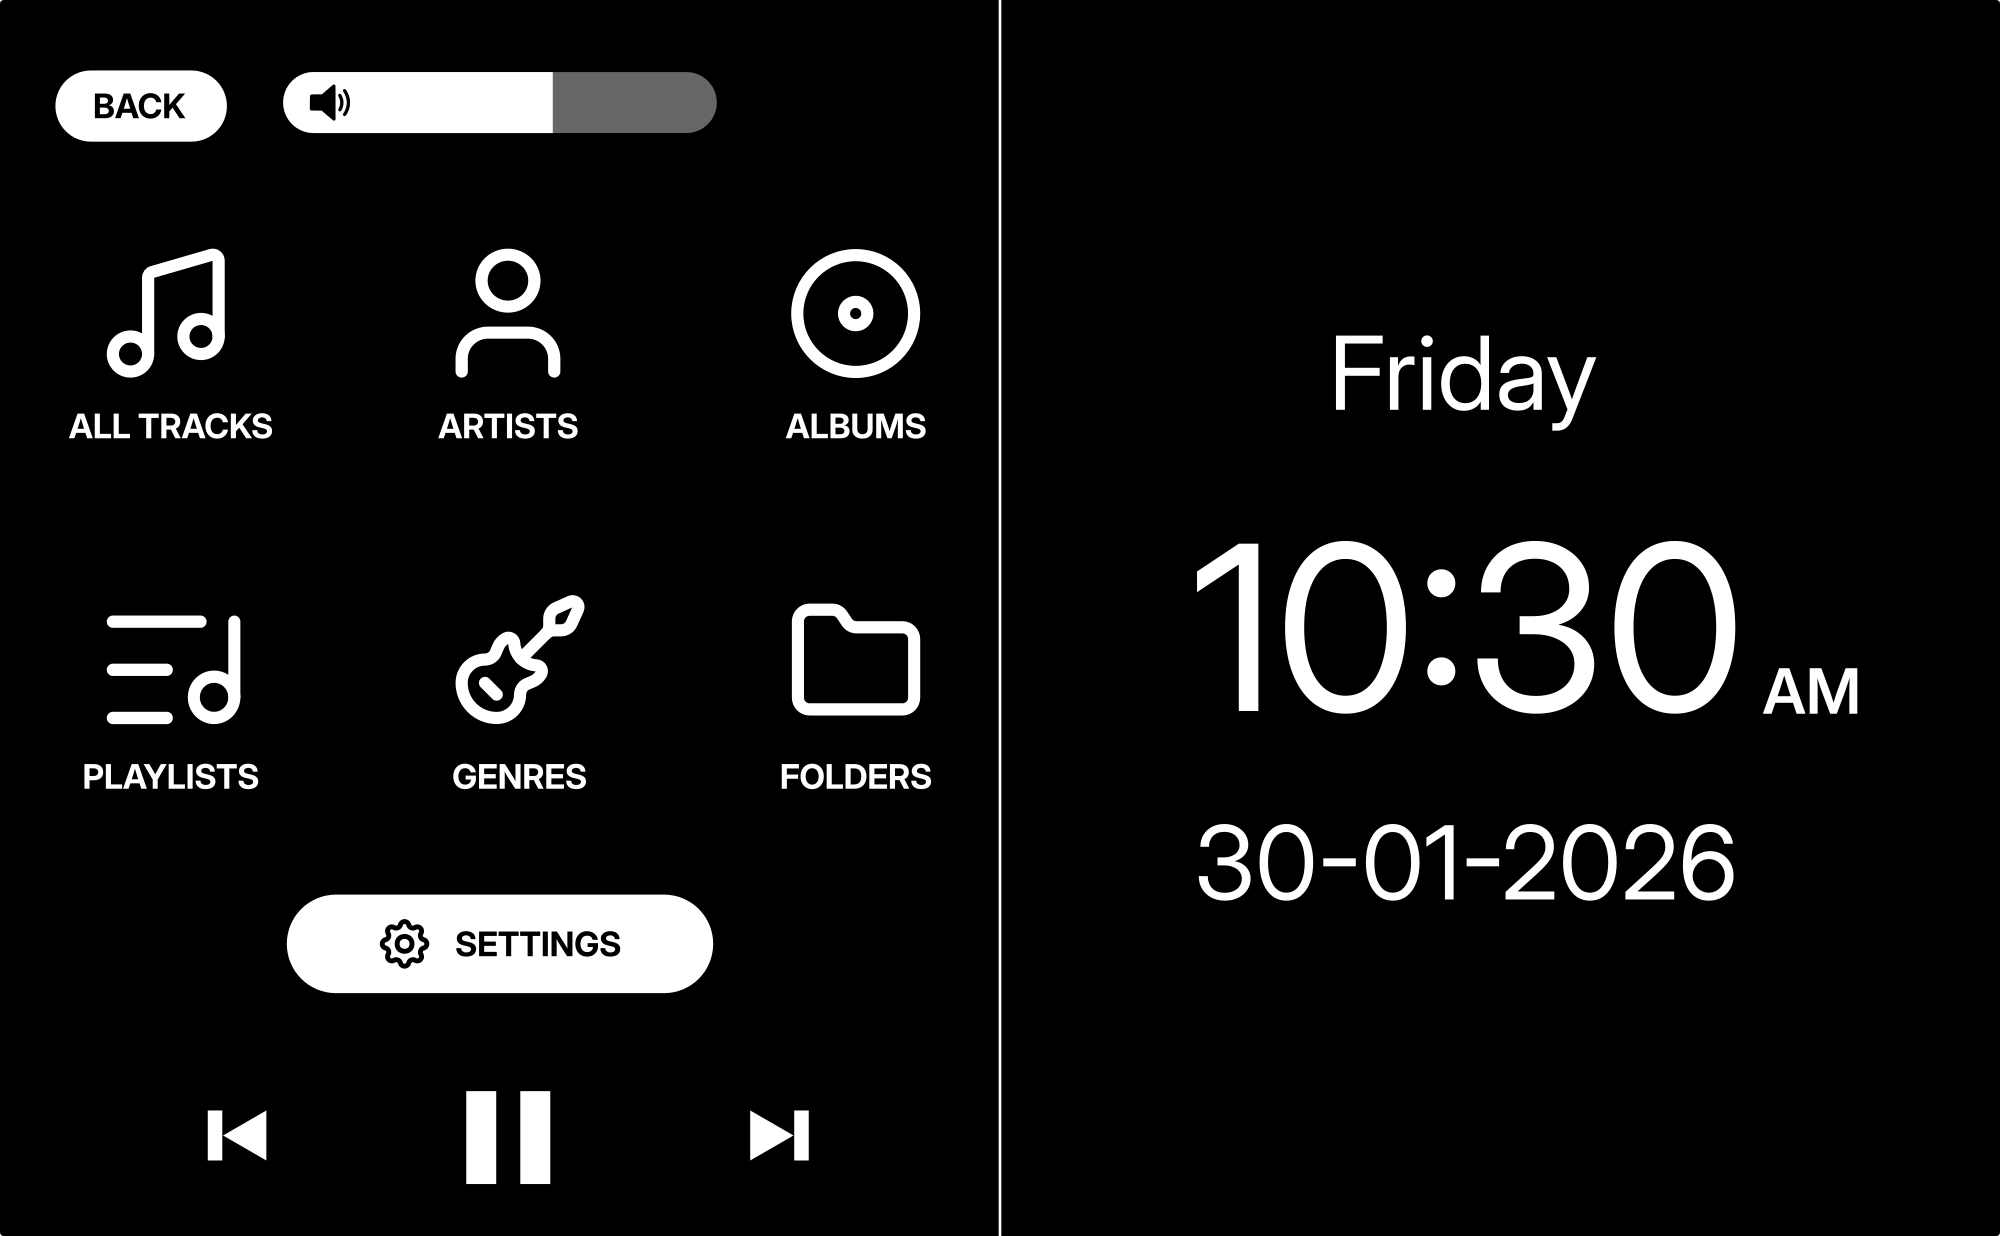 BACK
ALL TRACKS
ARTISTS
ALBUMS
PLAYLISTS
GENRES
FOLDERS
SETTINGS
Friday
10:30 AM
30-01-2026